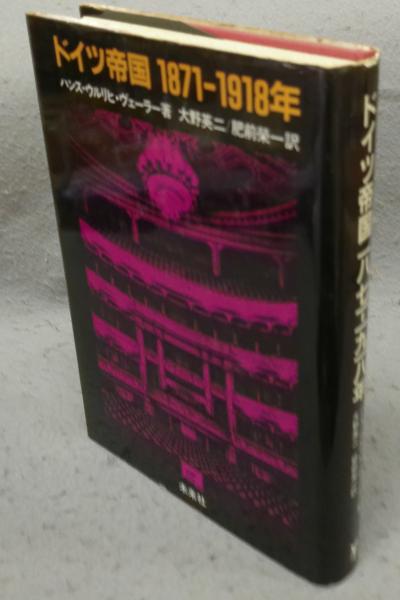 ドイツ帝国 1871-1918年
ハンス・ウルリヒ・ヴェーラー著 大野英二/肥前榮一訳
未来社
ドイツ帝国一八七一―一九一八年